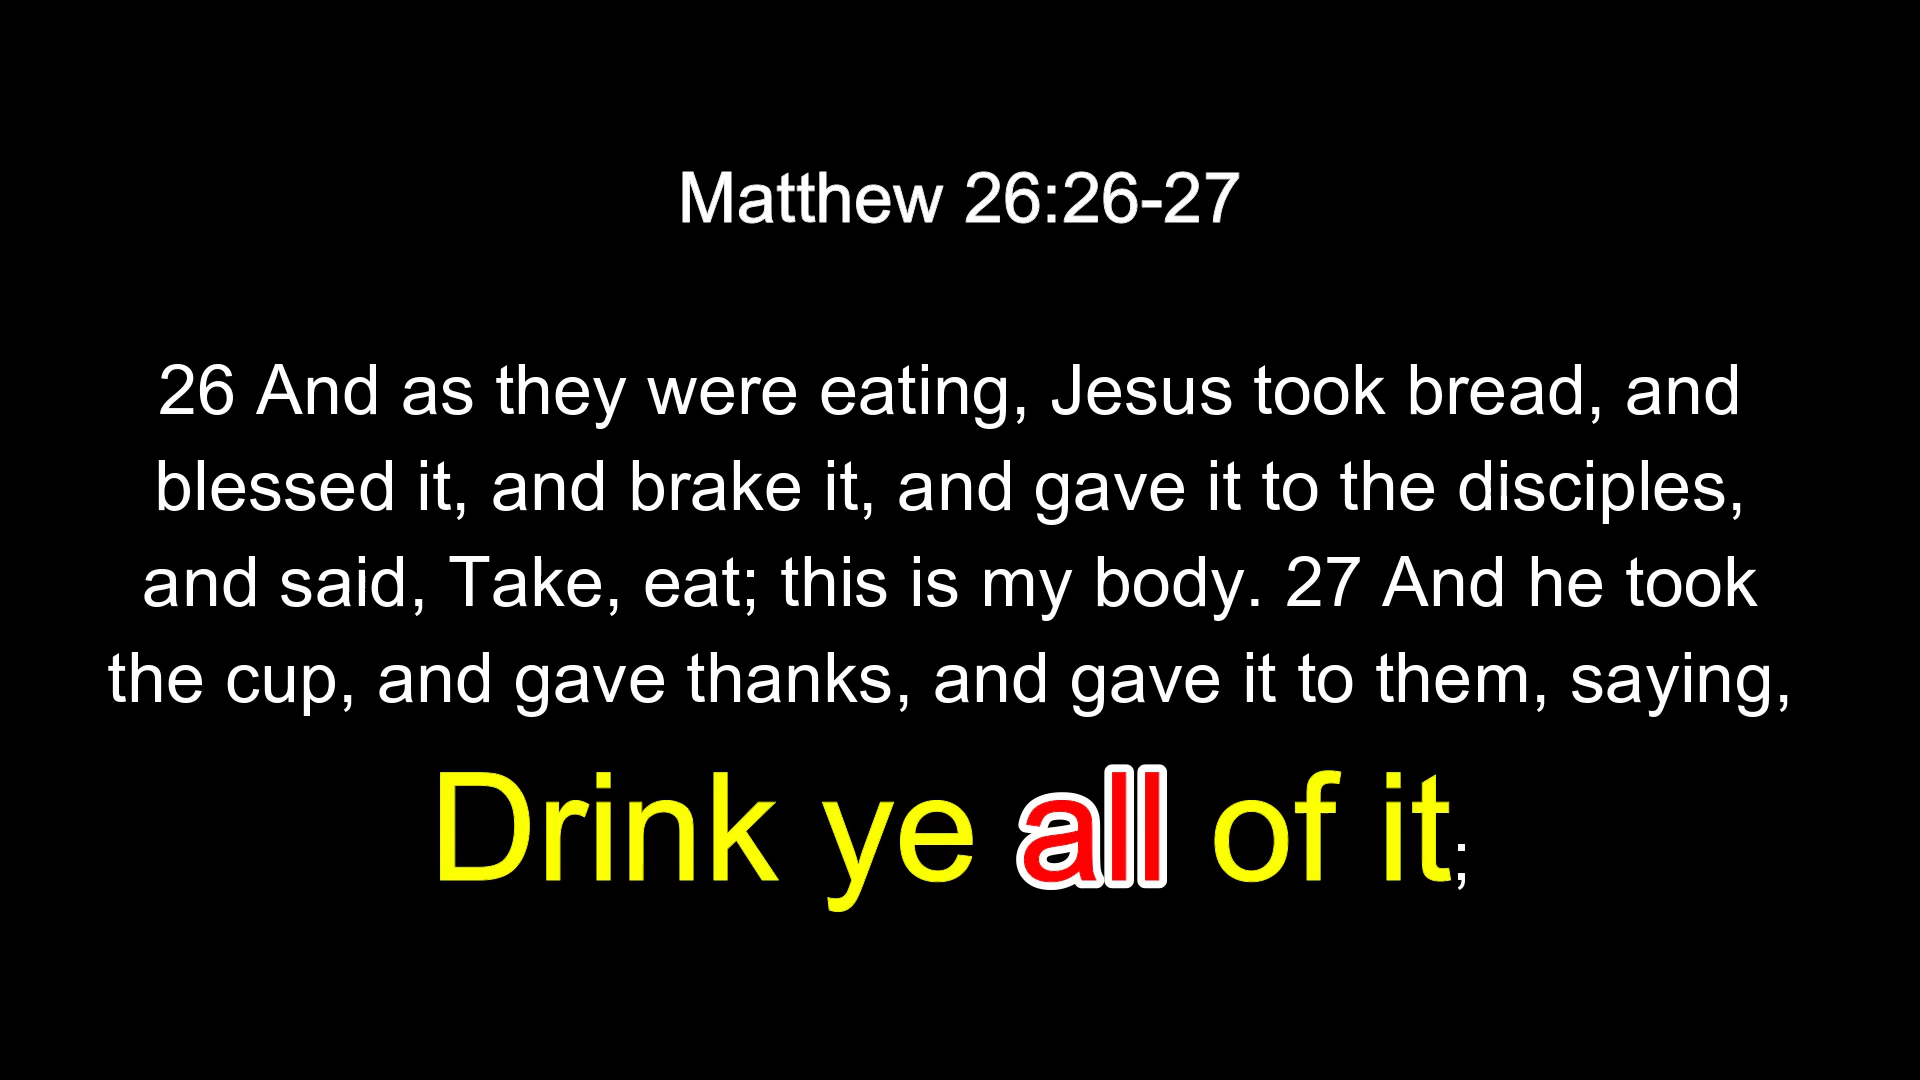 Matthew 26:26-27
26 And as they were eating, Jesus took bread, and
blessed it, and brake it, and gave it to the disciples,
and said, Take, eat; this is my body. 27 And he took
the cup, and gave thanks, and gave it to them, saying,
Drink ye all of it;